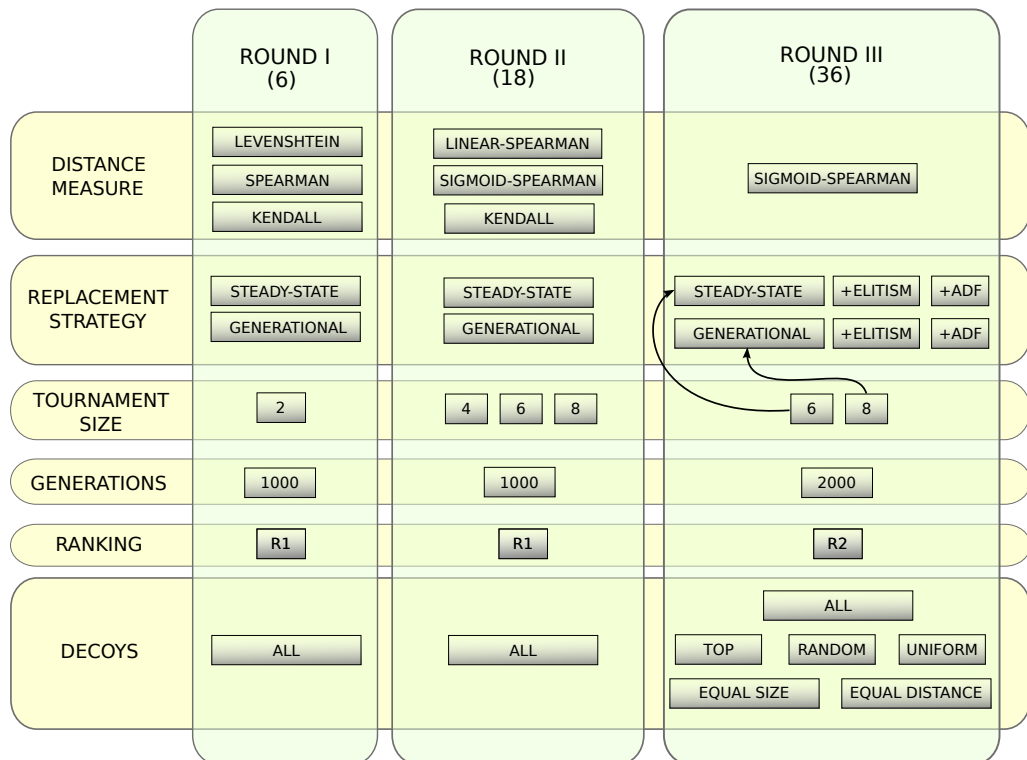 ROUND I
(6)
ROUND II
(18)
ROUND III
(36)
DISTANCE
MEASURE
LEVENSHTEIN
SPEARMAN
KENDALL
LINEAR-SPEARMAN
SIGMOID-SPEARMAN
KENDALL
SIGMOID-SPEARMAN
REPLACEMENT
STRATEGY
STEADY-STATE
GENERATIONAL
STEADY-STATE
GENERATIONAL
STEADY-STATE +ELITISM +ADF
GENERATIONAL +ELITISM +ADF
TOURNAMENT
SIZE
2
4 6 8
6 8
GENERATIONS
1000
1000
2000
RANKING
R1
R1
R2
DECOYS
ALL
ALL
ALL
TOP RANDOM UNIFORM
EQUAL SIZE EQUAL DISTANCE